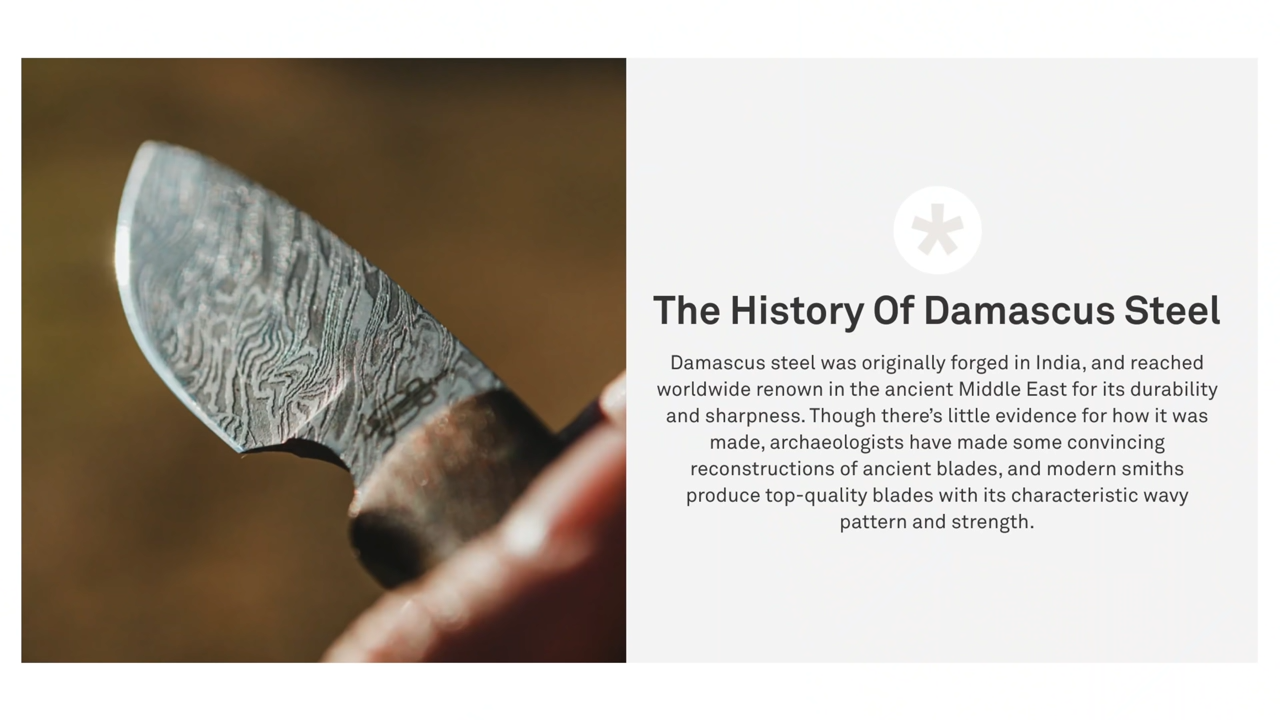 The History Of Damascus Steel
Damascus steel was originally forged in India, and reached
worldwide renown in the ancient Middle East for its durability
and sharpness. Though there's little evidence for how it was
made, archaeologists have made some convincing
reconstructions of ancient blades, and modern smiths
produce top-quality blades with its characteristic wavy
pattern and strength.